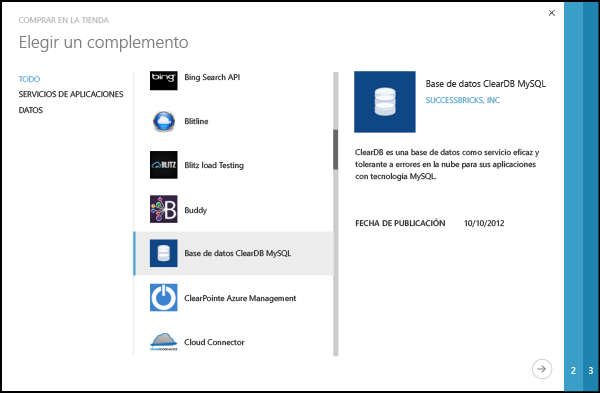 COMPRAR EN LA TIENDA
Elegir un complemento
TODO
SERVICIOS DE APLICACIONES
DATOS
bing
Bing Search API
Blitline
BLITZ
Blitz load Testing
B
Buddy
Base de datos ClearDB MySQL
ClearPointe Azure Management
cloudconnector
Cloud Connector
Base de datos ClearDB MySQL
SUCCESSBRICKS, INC
ClearDB es una base de datos como servicio eficaz y
tolerante a errores en la nube para sus aplicaciones
con tecnología MySQL.
FECHA DE PUBLICACIÓN 10/10/2012
2 3